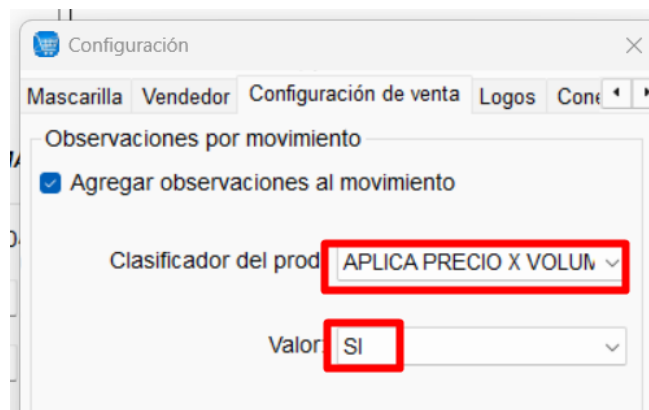 Configuración
Mascarilla Vendedor Configuración de venta Logos Cone
Observaciones por movimiento
Agregar observaciones al movimiento
Clasificador del prod APLICA PRECIO X VOLUM
Valor: SI